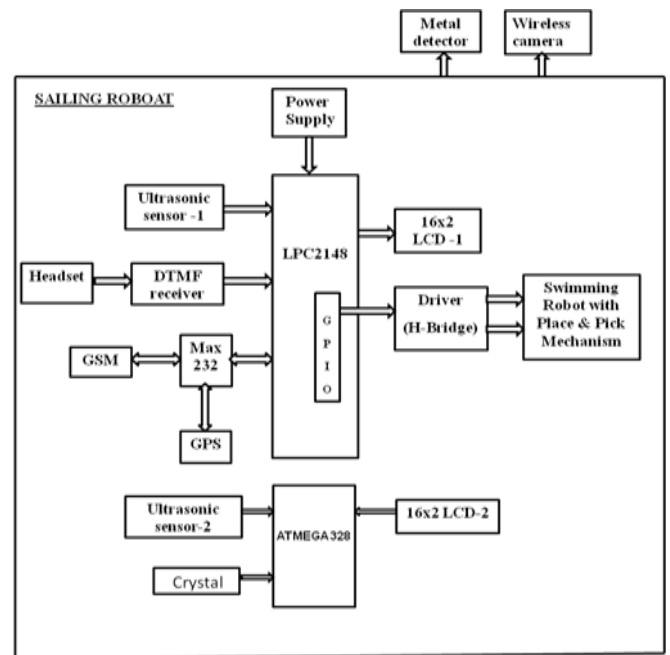 Metal
detector
Wireless
camera
SAILING ROBOAT
Power
Supply
Ultrasonic
sensor -1
LPC2148
16x2
LCD -1
Headset
DTMF
receiver
G
P
I
O
Driver
(H-Bridge)
Swimming
Robot with
Place & Pick
Mechanism
GSM
Max
232
GPS
Ultrasonic
sensor-2
ATMEGA328
16x2 LCD-2
Crystal